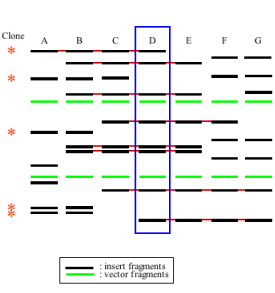 Clone
A B C D E F G
*
*
*
*
*
: insert fragments
: vector fragments